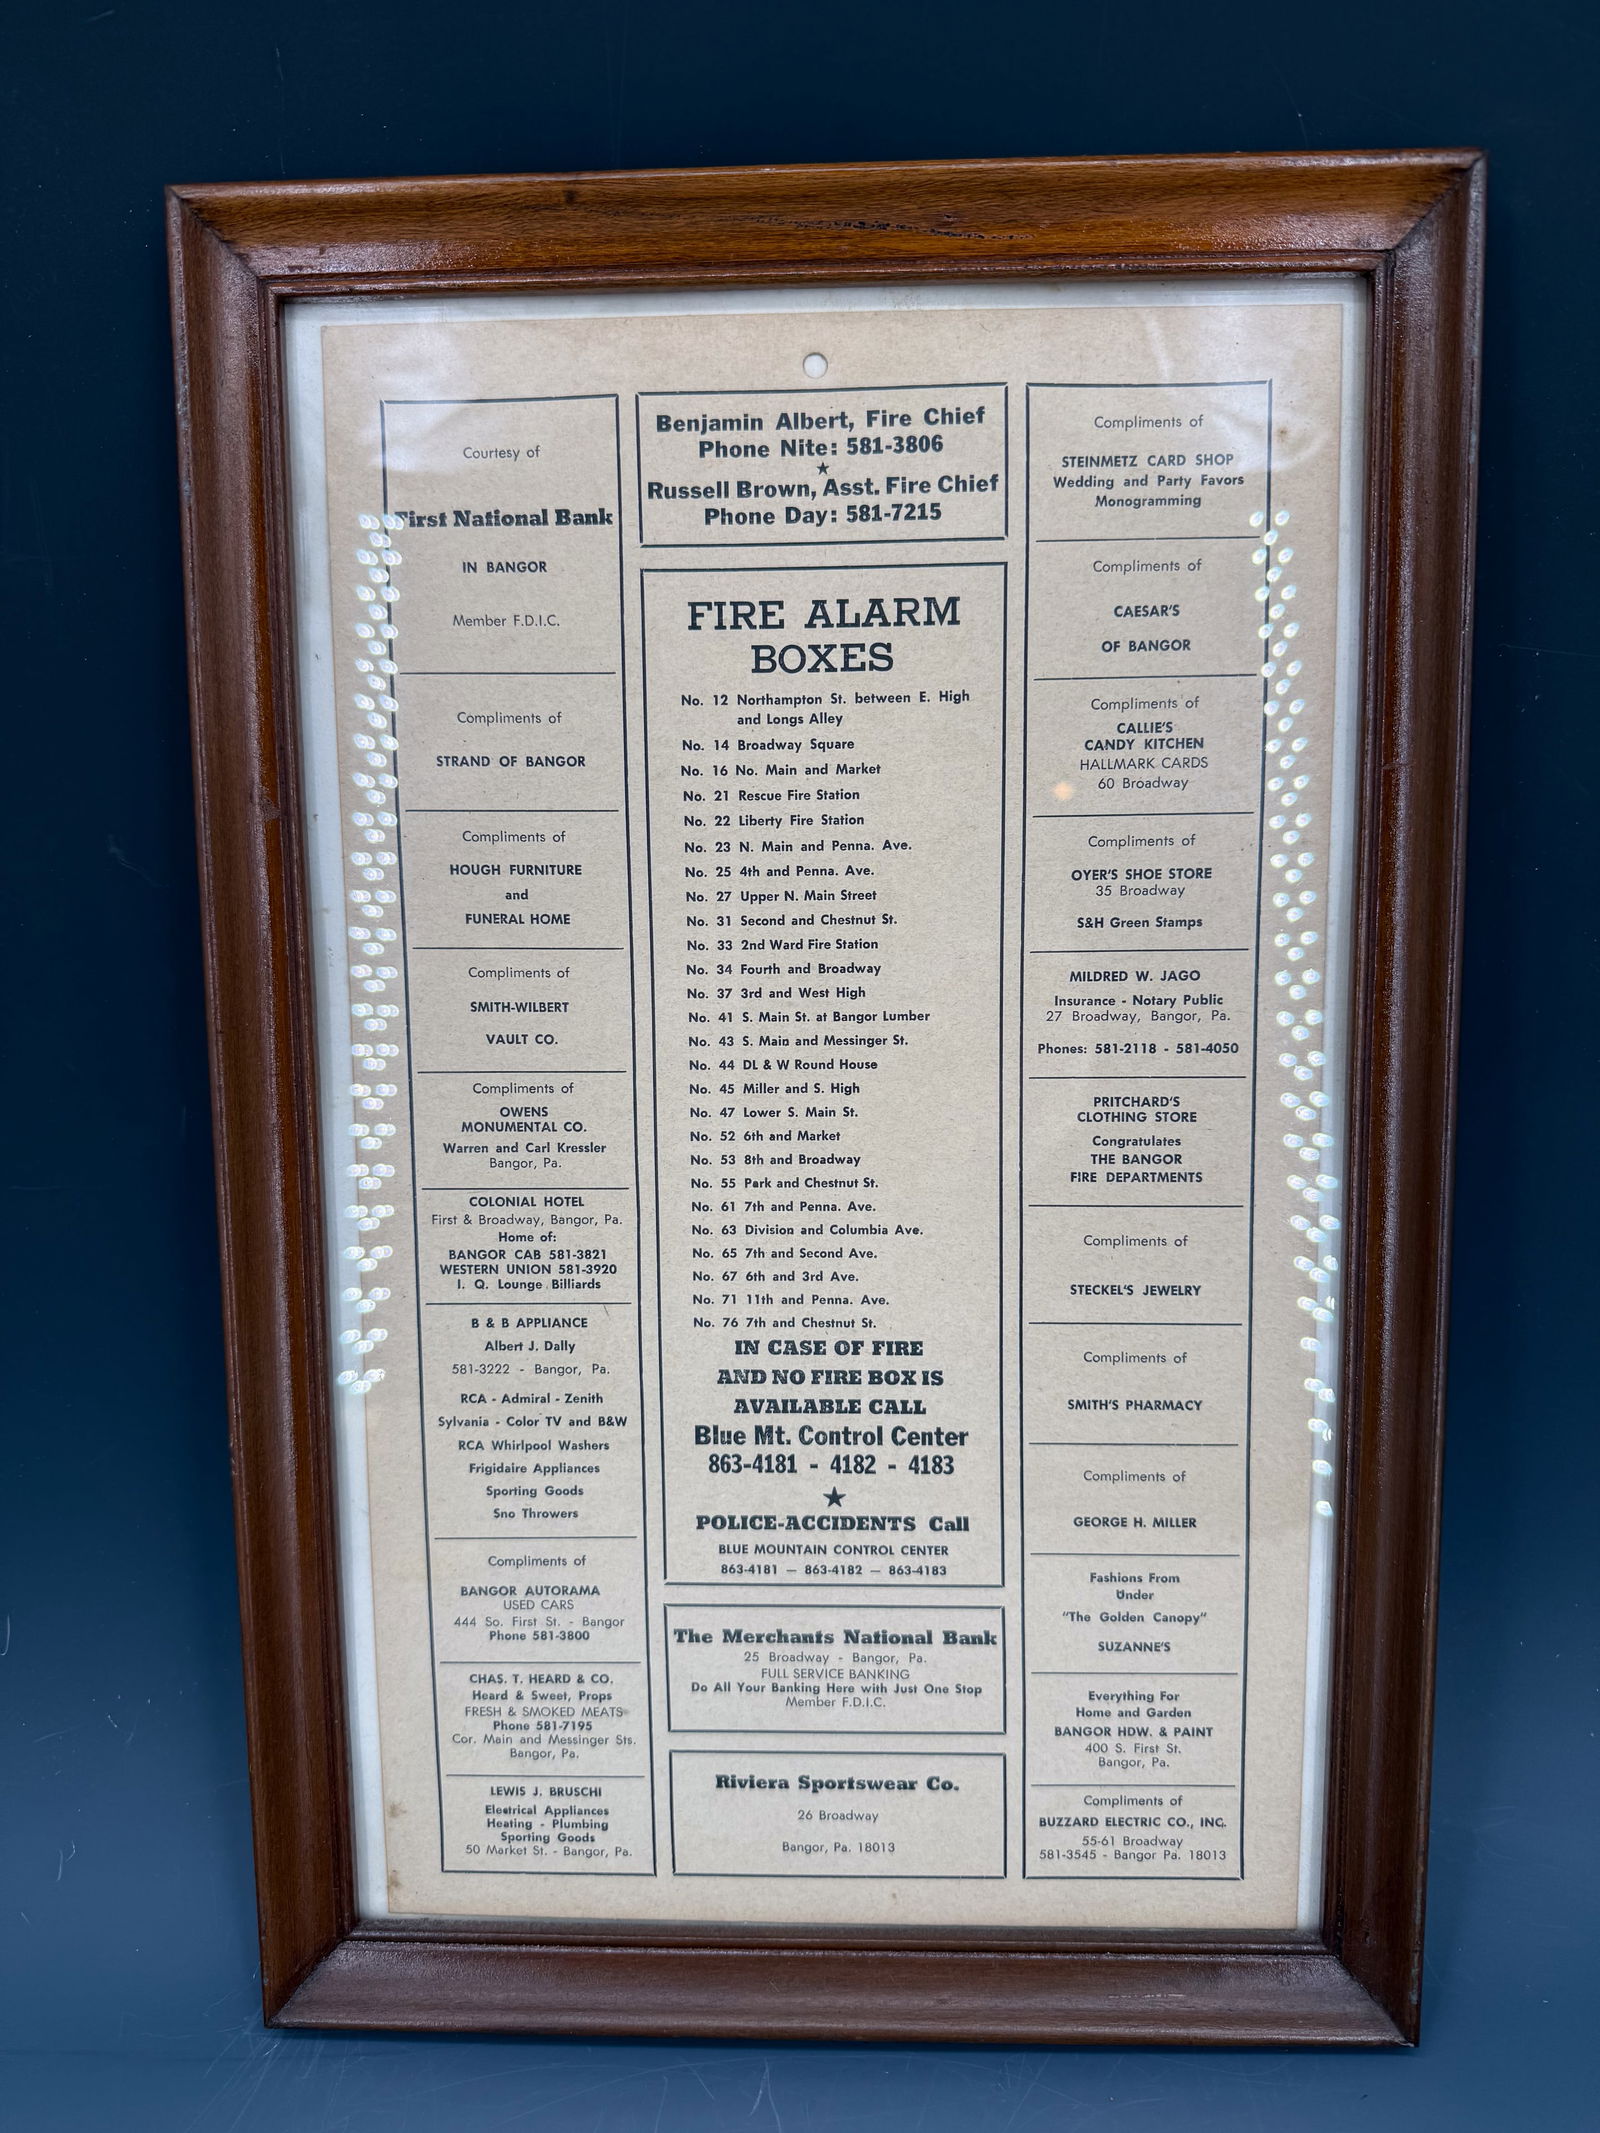 Courtesy of
First National Bank
IN BANGOR
Member F.D.I.C.
Compliments of
STRAND OF BANGOR
Compliments of
HOUGH FURNITURE
and
FUNERAL HOME
Compliments of
SMITH-WILBERT
VAULT CO.
Compliments of
OWENS
MONUMENTAL CO.
Warren and Carl Kressler
Bangor, Pa.
COLONIAL HOTEL
First & Broadway, Bangor, Pa.
Home of:
BANGOR CAB 581-3821
WESTERN UNION 581-3920
I. Q. Lounge Billiards
B & B APPLIANCE
Albert J. Dally
581-3222 - Bangor, Pa.
RCA - Admiral - Zenith
Sylvania - Color TV and B&W
RCA Whirlpool Washers
Frigidaire Appliances
Sporting Goods
Sno Throwers
Compliments of
BANGOR AUTORAMA
USED CARS
444 So. First St. - Bangor
Phone 581-3800
CHAS. T. HEARD & CO.
Heard & Sweet, Props
FRESH & SMOKED MEATS
Phone 581-7195
Cor. Main and Messinger Sts.
Bangor, Pa.
LEWIS J. BRUSCHI
Electrical Appliances
Heating - Plumbing
Sporting Goods
50 Market St. - Bangor, Pa.
Benjamin Albert, Fire Chief
Phone Nite: 581-3806
★
Russell Brown, Asst. Fire Chief
Phone Day: 581-7215
FIRE ALARM
BOXES
No. 12 Northampton St. between E. High
and Longs Alley
No. 14 Broadway Square
No. 16 No. Main and Market
No. 21 Rescue Fire Station
No. 22 Liberty Fire Station
No. 23 N. Main and Penna. Ave.
No. 25 4th and Penna. Ave.
No. 27 Upper N. Main Street
No. 31 Second and Chestnut St.
No. 33 2nd Ward Fire Station
No. 34 Fourth and Broadway
No. 37 3rd and West High
No. 41 S. Main St. at Bangor Lumber
No. 43 S. Main and Messinger St.
No. 44 DL & W Round House
No. 45 Miller and S. High
No. 47 Lower S. Main St.
No. 52 6th and Market
No. 53 8th and Broadway
No. 55 Park and Chestnut St.
No. 61 7th and Penna. Ave.
No. 63 Division and Columbia Ave.
No. 65 7th and Second Ave.
No. 67 6th and 3rd Ave.
No. 71 11th and Penna. Ave.
No. 76 7th and Chestnut St.
IN CASE OF FIRE
AND NO FIRE BOX IS
AVAILABLE CALL
Blue Mt. Control Center
863-4181 - 4182 - 4183
★
POLICE-ACCIDENTS Call
BLUE MOUNTAIN CONTROL CENTER
863-4181 — 863-4182 — 863-4183
The Merchants National Bank
25 Broadway - Bangor, Pa.
FULL SERVICE BANKING
Do All Your Banking Here with Just One Stop
Member F.D.I.C.
Riviera Sportswear Co.
26 Broadway
Bangor, Pa. 18013
Compliments of
STEINMETZ CARD SHOP
Wedding and Party Favors
Monogramming
Compliments of
CAESAR'S
OF BANGOR
Compliments of
CALLIE'S
CANDY KITCHEN
HALLMARK CARDS
60 Broadway
Compliments of
OYER'S SHOE STORE
35 Broadway
S&H Green Stamps
MILDRED W. JAGO
Insurance - Notary Public
27 Broadway, Bangor, Pa.
Phones: 581-2118 - 581-4050
PRITCHARD'S
CLOTHING STORE
Congratulates
THE BANGOR
FIRE DEPARTMENTS
Compliments of
STECKEL'S JEWELRY
Compliments of
SMITH'S PHARMACY
Compliments of
GEORGE H. MILLER
Fashions From
Under
"The Golden Canopy"
SUZANNE'S
Everything For
Home and Garden
BANGOR HDW. & PAINT
400 S. First St.
Bangor, Pa.
Compliments of
BUZZARD ELECTRIC CO., INC.
55-61 Broadway
581-3545 - Bangor Pa. 18013